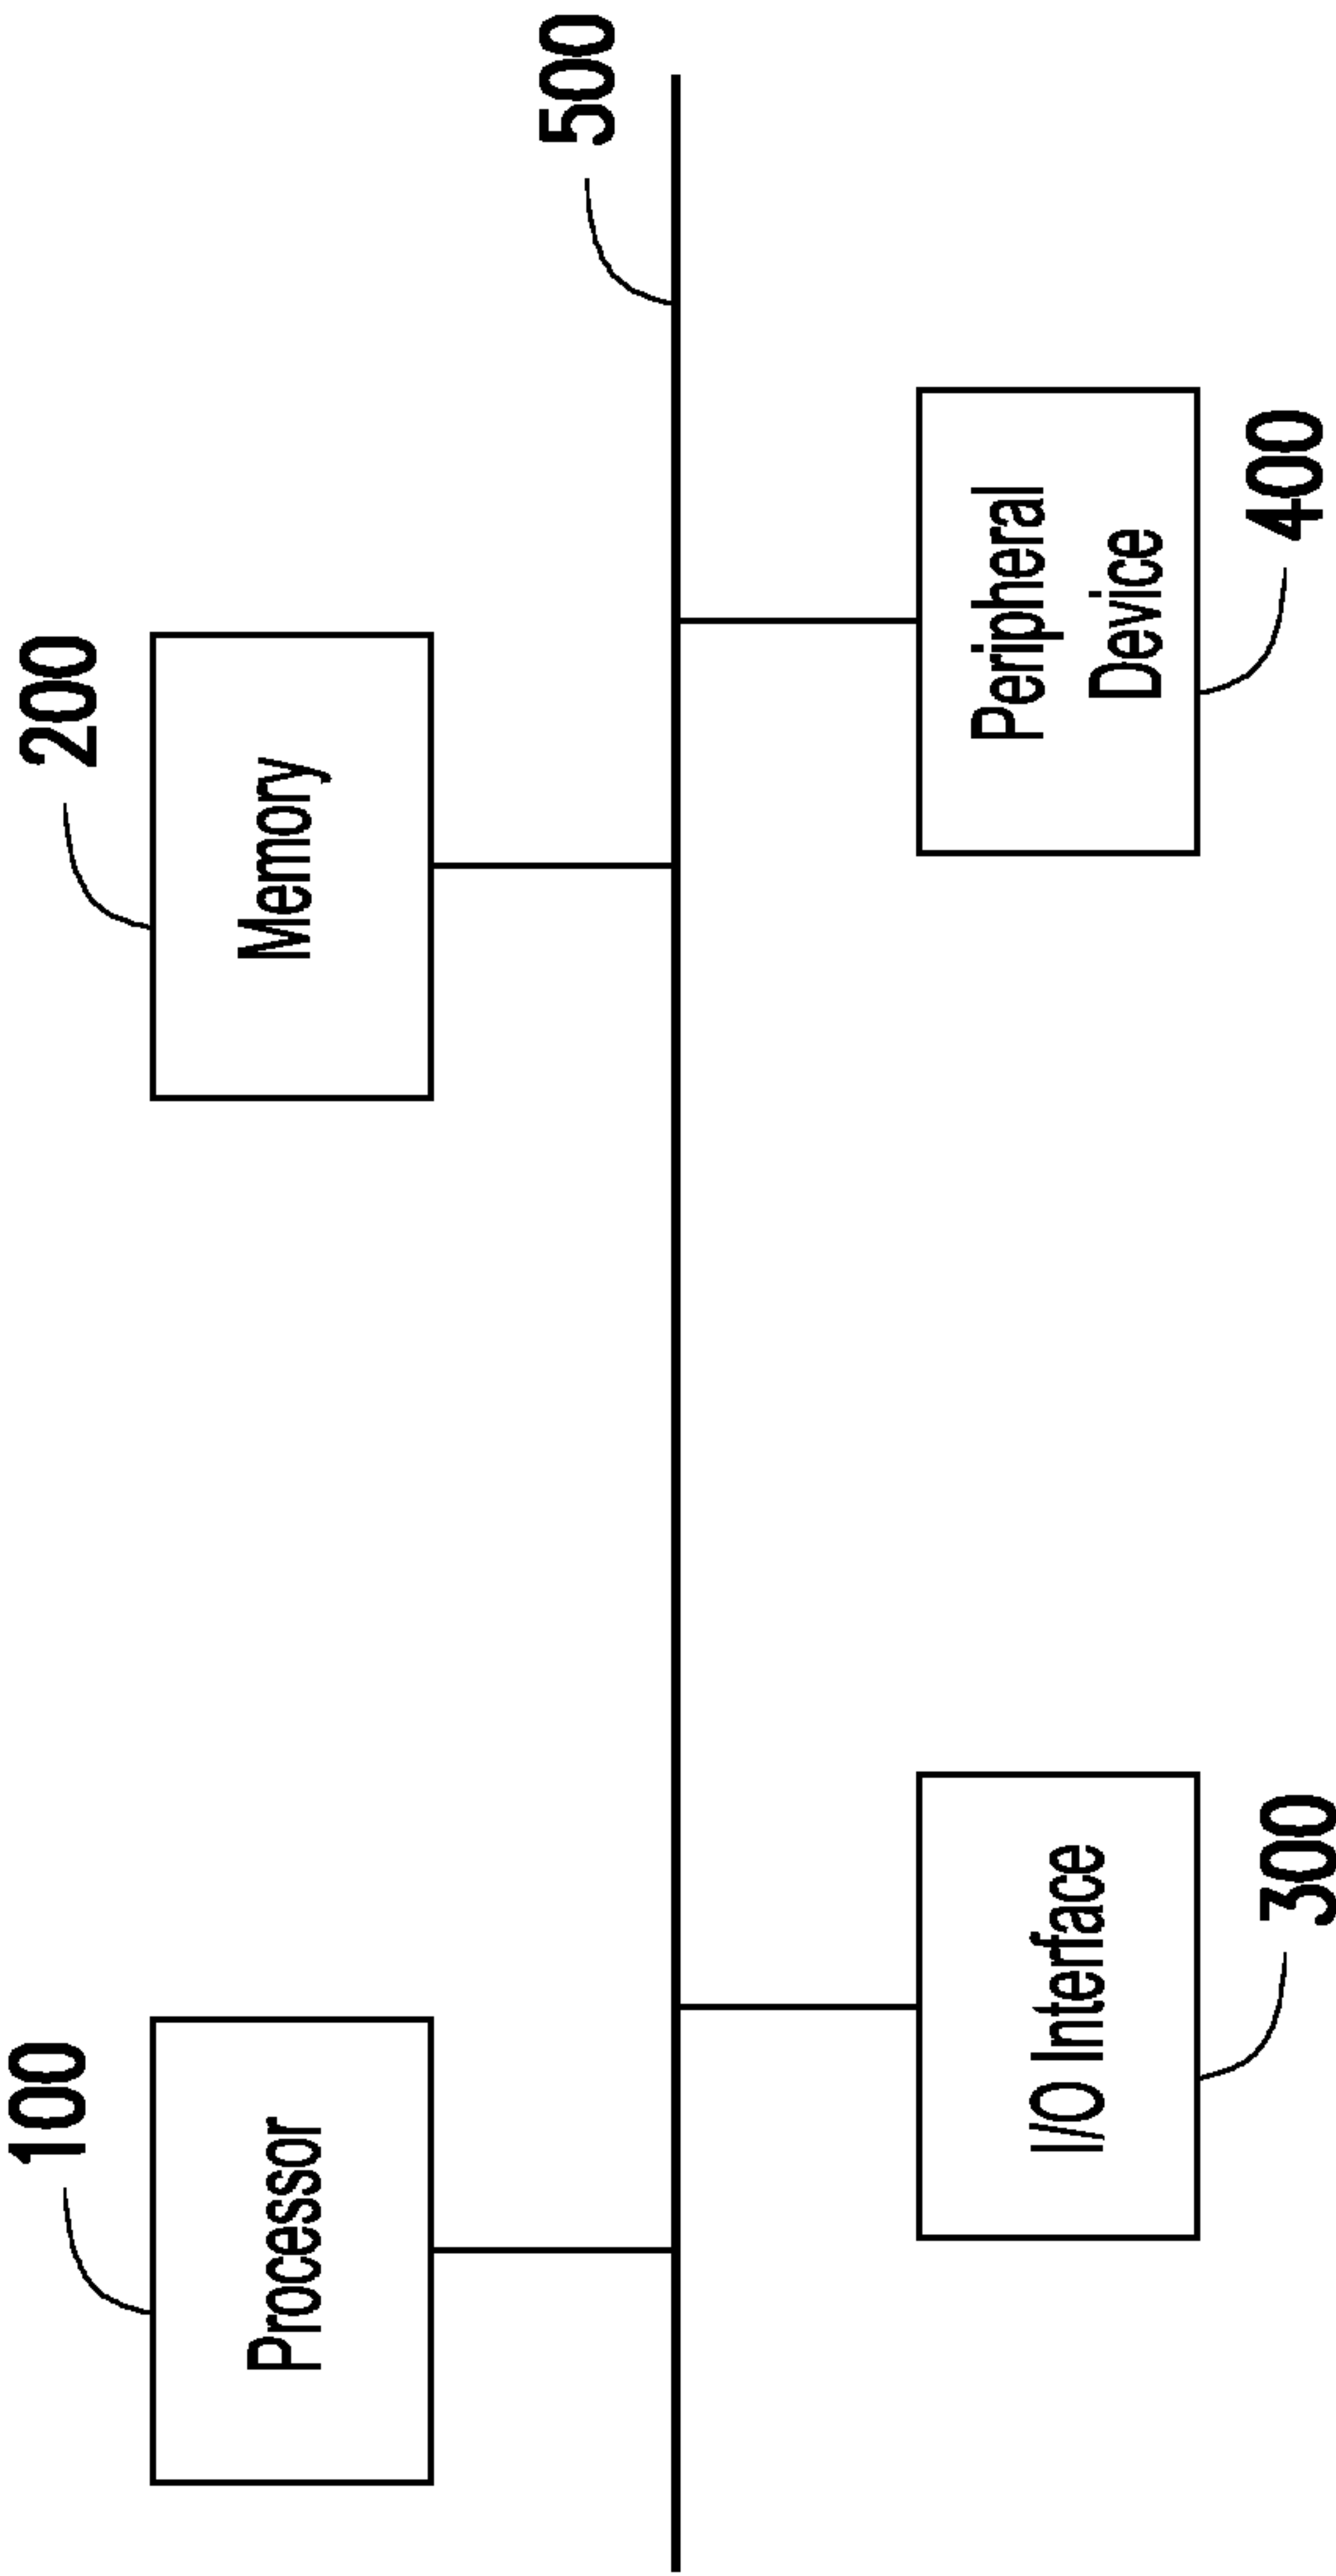 100
Processor
200
Memory
500
I/O Interface
300
Peripheral
Device
400